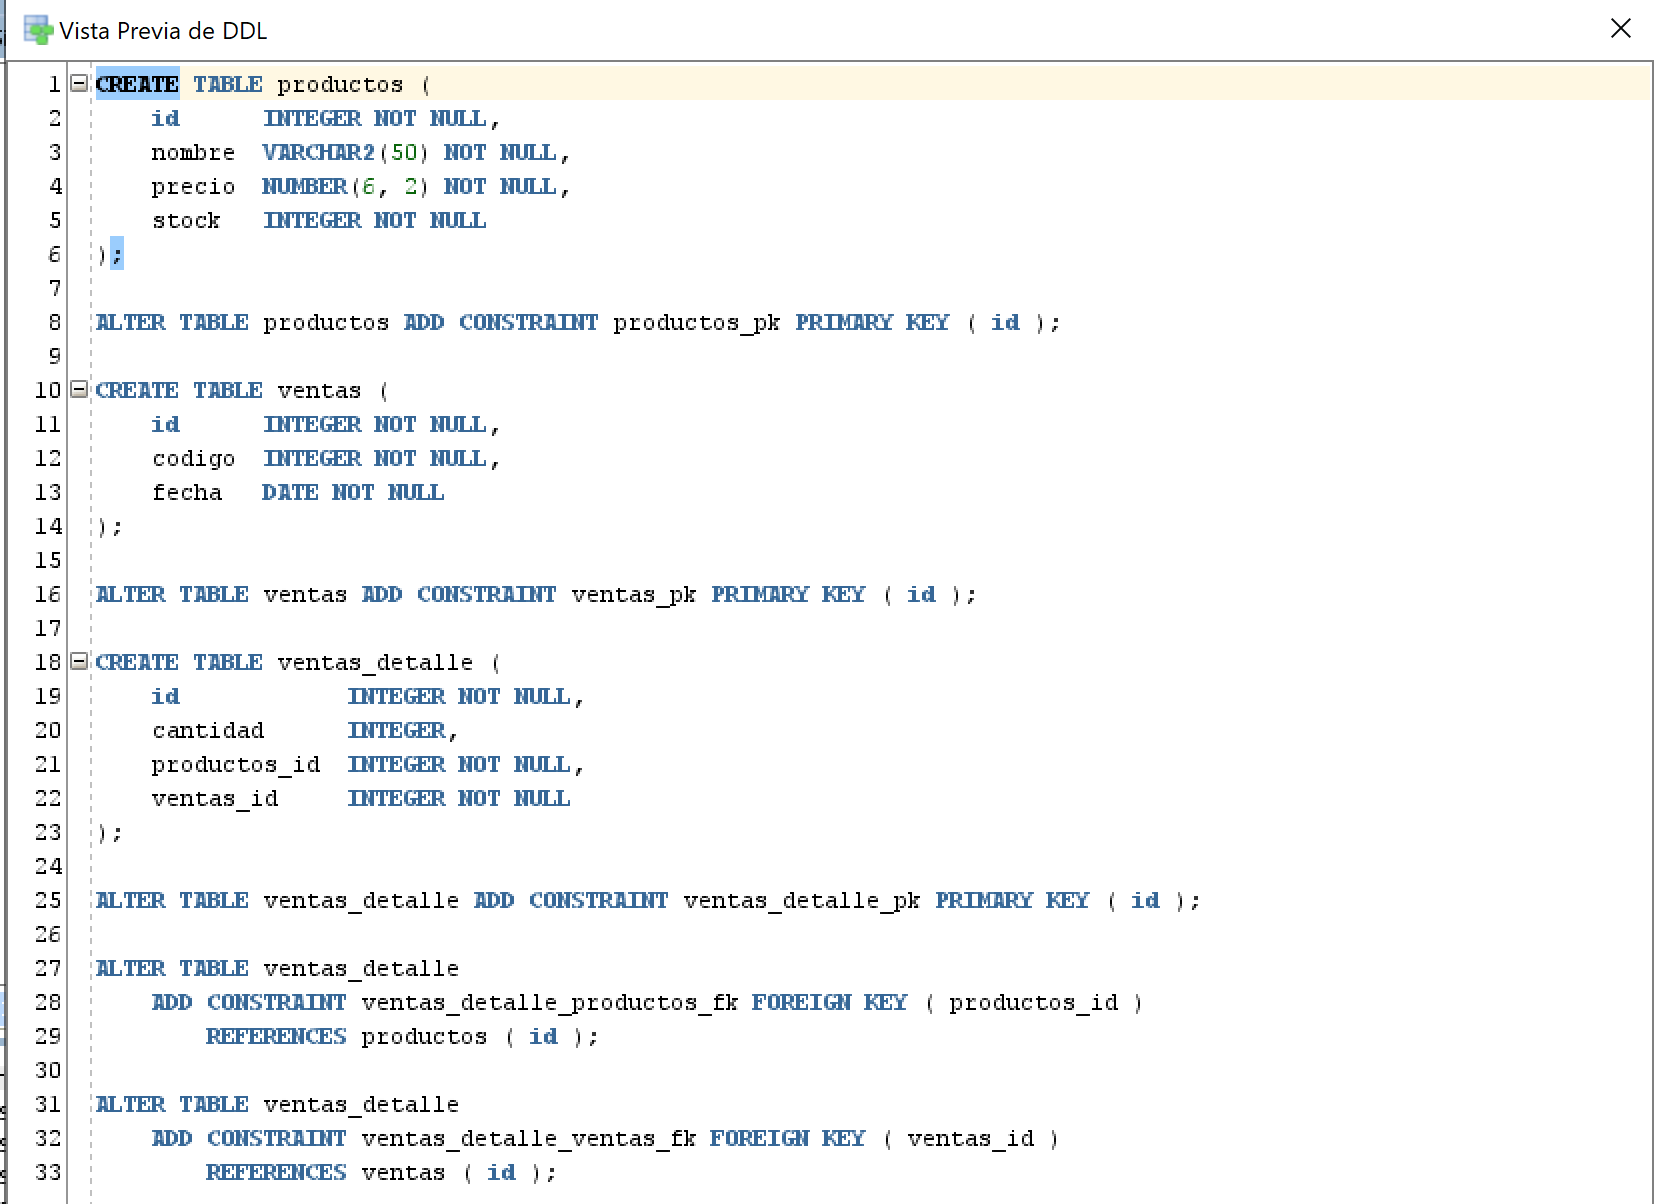 Vista Previa de DDL
1 CREATE TABLE productos (
2     id      INTEGER NOT NULL,
3     nombre  VARCHAR2(50) NOT NULL,
4     precio  NUMBER(6, 2) NOT NULL,
5     stock   INTEGER NOT NULL
6 );
7
8 ALTER TABLE productos ADD CONSTRAINT productos_pk PRIMARY KEY ( id );
9
10 CREATE TABLE ventas (
11     id      INTEGER NOT NULL,
12     codigo  INTEGER NOT NULL,
13     fecha   DATE NOT NULL
14 );
15
16 ALTER TABLE ventas ADD CONSTRAINT ventas_pk PRIMARY KEY ( id );
17
18 CREATE TABLE ventas_detalle (
19     id            INTEGER NOT NULL,
20     cantidad      INTEGER,
21     productos_id  INTEGER NOT NULL,
22     ventas_id     INTEGER NOT NULL
23 );
24
25 ALTER TABLE ventas_detalle ADD CONSTRAINT ventas_detalle_pk PRIMARY KEY ( id );
26
27 ALTER TABLE ventas_detalle
28     ADD CONSTRAINT ventas_detalle_productos_fk FOREIGN KEY ( productos_id )
29         REFERENCES productos ( id );
30
31 ALTER TABLE ventas_detalle
32     ADD CONSTRAINT ventas_detalle_ventas_fk FOREIGN KEY ( ventas_id )
33         REFERENCES ventas ( id );